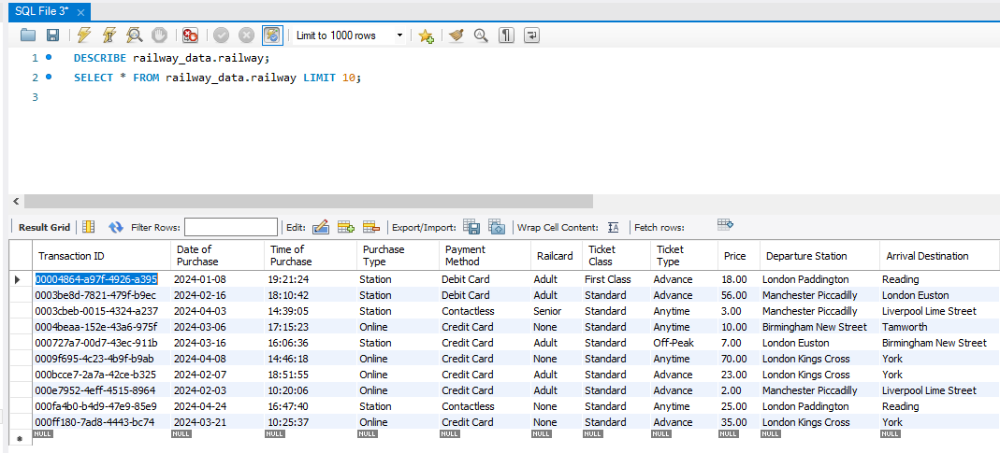 SQL File 3*
Limit to 1000 rows
1 DESCRIBE railway_data.railway;
2 SELECT * FROM railway_data.railway LIMIT 10;
3
Result Grid Filter Rows: Edit: Export/Import: Wrap Cell Content: Fetch rows:
Transaction ID Date of Purchase Time of Purchase Purchase Type Payment Method Railcard Ticket Class Ticket Type Price Departure Station Arrival Destination
00004864-a97f-4926-a395 2024-01-08 19:21:24 Station Debit Card Adult First Class Advance 18.00 London Paddington Reading
0003be8d-7821-479f-b9ec 2024-02-16 18:10:42 Station Debit Card Adult Standard Advance 56.00 Manchester Piccadilly London Euston
0003cbeb-0015-4324-a237 2024-04-03 14:39:05 Station Contactless Senior Standard Anytime 3.00 Manchester Piccadilly Liverpool Lime Street
0004beaa-152e-43a6-975f 2024-03-06 17:15:23 Online Credit Card None Standard Anytime 10.00 Birmingham New Street Tamworth
000727a7-00d7-43ec-911b 2024-03-16 16:06:36 Station Credit Card Adult Standard Off-Peak 7.00 London Euston Birmingham New Street
0009f695-4c23-4b9f-b9ab 2024-04-08 14:46:18 Online Credit Card None Standard Anytime 70.00 London Kings Cross York
000bcce7-2a7a-42ce-b325 2024-02-07 18:51:55 Online Credit Card Adult Standard Advance 23.00 London Kings Cross York
000e7952-4eff-4515-8964 2024-02-03 10:20:06 Online Credit Card Adult Standard Advance 2.00 Manchester Piccadilly Liverpool Lime Street
000fa4b0-b4d9-47e9-85e9 2024-04-24 16:47:40 Station Contactless None Standard Anytime 25.00 London Paddington Reading
000ff180-7ad8-4443-bc74 2024-03-21 10:25:37 Online Credit Card None Standard Advance 35.00 London Kings Cross York
NULL NULL NULL NULL NULL NULL NULL NULL NULL NULL NULL